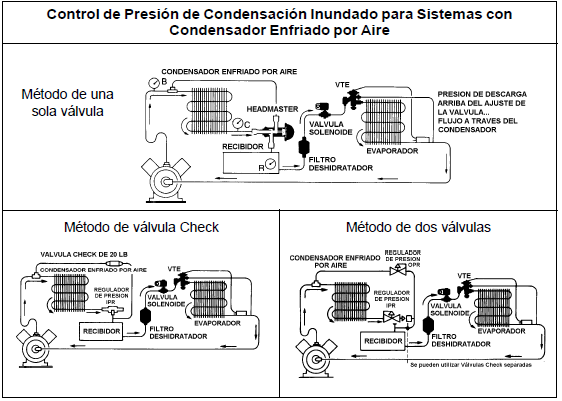 Control de Presión de Condensación Inundado para Sistemas con
Condensador Enfriado por Aire
Método de una
sola válvula
CONDENSADOR ENFRIADO POR AIRE
B
C
HEADMASTER
RECIBIDOR
R
VALVULA
SOLENOIDE
FILTRO
DESHIDRATADOR
VTE
EVAPORADOR
PRESION DE DESCARGA
ARRIBA DEL AJUSTE DE
LA VALVULA...
FLUJO A TRAVES DEL
CONDENSADOR
Método de válvula Check
VALVULA CHECK DE 20 LB
CONDENSADOR ENFRIADO POR AIRE
REGULADOR
DE PRESION
IPR
RECIBIDOR
VTE
VALVULA
SOLENOIDE
EVAPORADOR
FILTRO
DESHIDRATADOR
Método de dos válvulas
CONDENSADOR ENFRIADO
POR AIRE
REGULADOR
DE PRESION
OPR
REGULADOR
DE PRESION
IPR
RECIBIDOR
VTE
VALVULA
SOLENOIDE
EVAPORADOR
FILTRO
DESHIDRATADOR
Se pueden utilizar Válvulas Check separadas